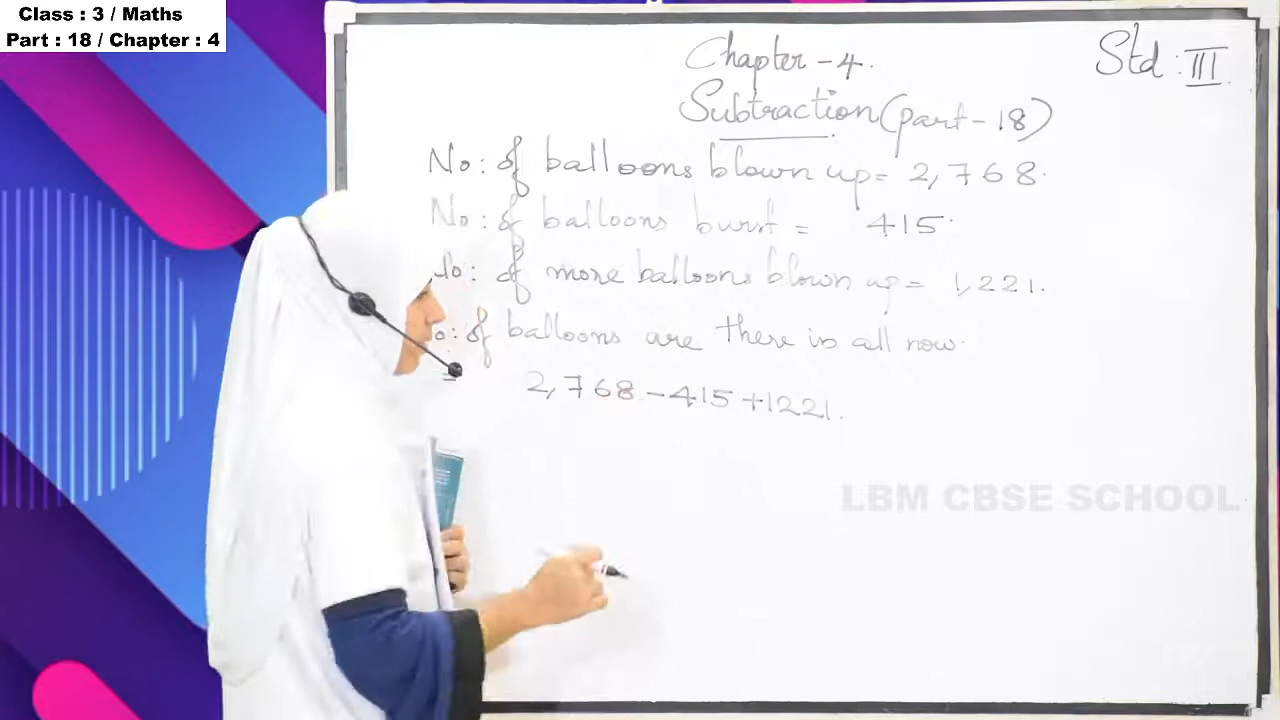 Class : 3 / Maths
Part : 18 / Chapter : 4
Chapter - 4.
Std : III
Subtraction (part - 18)
No: of balloons blown up = 2,768.
No: of balloons burst = 415.
No: of more balloons blown up = 1,221.
o: of balloons are there in all now.
2,768 - 415 + 1221.
LBM CBSE SCHOOL